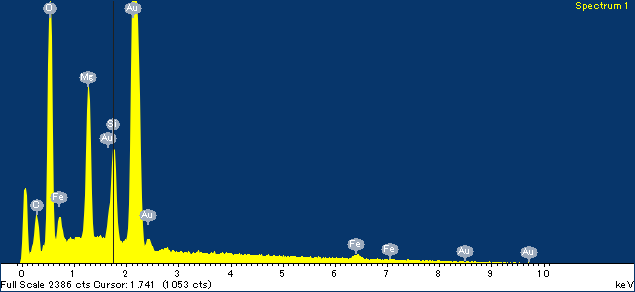 Spectrum 1
O Au
Mg
Si
Au
Fe
O
Au
Fe Fe Au Au
0 1 2 3 4 5 6 7 8 9 10
Full Scale 2386 cts Cursor: 1.741 (1053 cts) keV